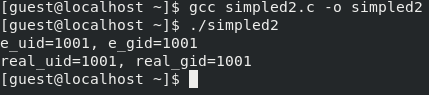 [guest@localhost ~]$ gcc simpled2.c -o simpled2
[guest@localhost ~]$ ./simpled2
e_uid=1001, e_gid=1001
real_uid=1001, real_gid=1001
[guest@localhost ~]$